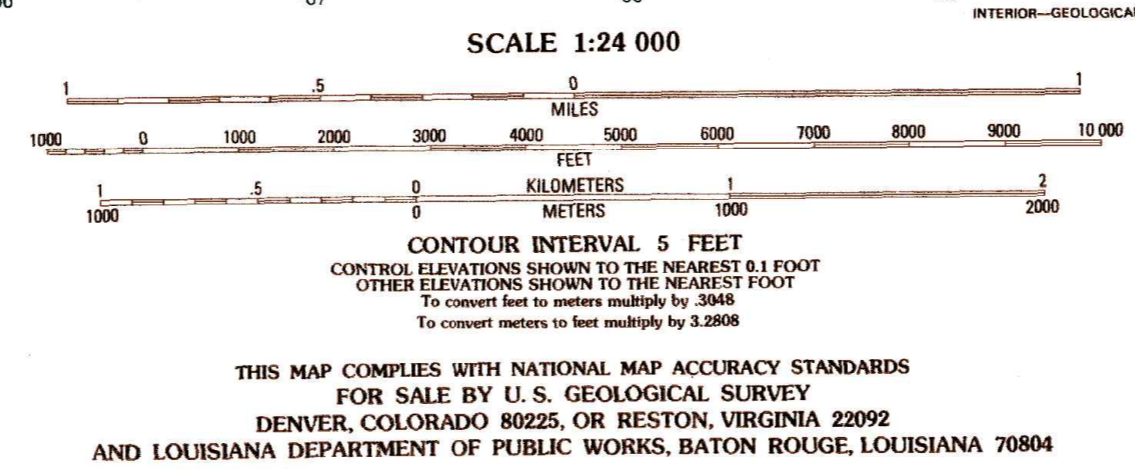 INTERIOR—GEOLOGICAL
SCALE 1:24 000
1 .5 0 1
MILES
1000 0 1000 2000 3000 4000 5000 6000 7000 8000 9000 10 000
FEET
1 .5 0 KILOMETERS 1 2
1000 0 METERS 1000 2000
CONTOUR INTERVAL 5 FEET
CONTROL ELEVATIONS SHOWN TO THE NEAREST 0.1 FOOT
OTHER ELEVATIONS SHOWN TO THE NEAREST FOOT
To convert feet to meters multiply by .3048
To convert meters to feet multiply by 3.2808
THIS MAP COMPLIES WITH NATIONAL MAP ACCURACY STANDARDS
FOR SALE BY U. S. GEOLOGICAL SURVEY
DENVER, COLORADO 80225, OR RESTON, VIRGINIA 22092
AND LOUISIANA DEPARTMENT OF PUBLIC WORKS, BATON ROUGE, LOUISIANA 70804